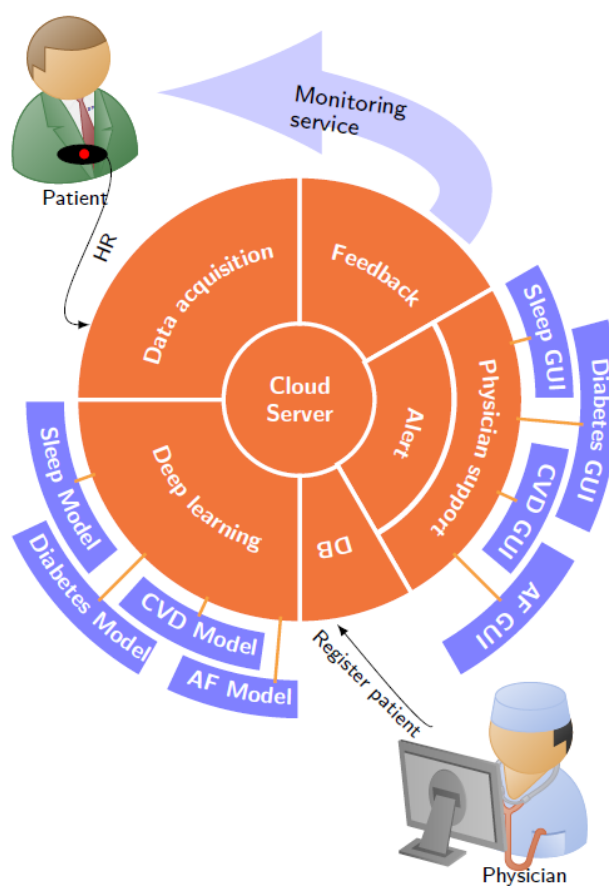 Monitoring
service
Patient
HR
Data acquisition
Feedback
Cloud
Server
Physician support
Alert
Deep learning
DB
Sleep GUI
Diabetes GUI
CVD GUI
AF GUI
Sleep Model
Diabetes Model
CVD Model
AF Model
Register patient
Physician